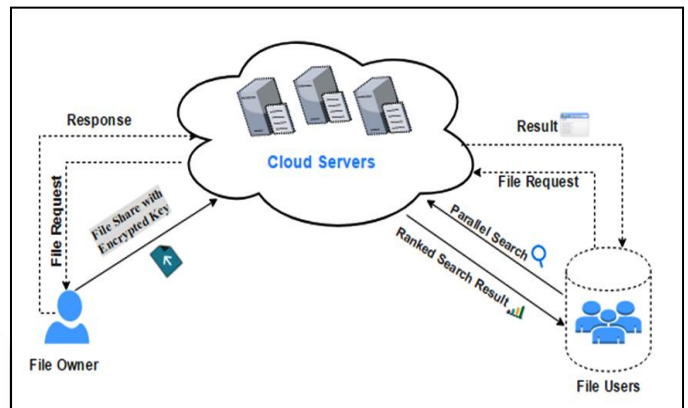 Response
File Request
File Share with
Encrypted Key
File Owner
Cloud Servers
Result
File Request
Parallel Search
Ranked Search Result
File Users